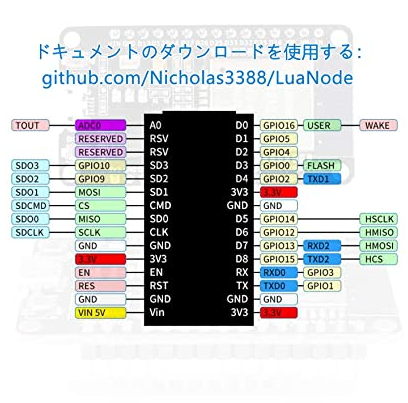 ドキュメントのダウンロードを使用する：
github.com/Nicholas3388/LuaNode
TOUT ADC0 A0 D0 GPIO16 USER WAKE
RESERVED RSV D1 GPIO5
RESERVED RSV D2 GPIO4
SDO3 GPIO10 SD3 D3 GPIO0 FLASH
SDO2 GPIO9 SD2 D4 GPIO2 TXD1
SDO1 MOSI SD1 3V3 3.3V
SDCMD CS CMD GND GND
SDO0 MISO SD0 D5 GPIO14 HSCLK
SDCLK SCLK CLK D6 GPIO12 HMISO
GND GND D7 GPIO13 RXD2 HMOSI
3.3V 3V3 D8 GPIO15 TXD2 HCS
EN EN RX RXD0 GPIO3
RES RST TX TXD0 GPIO1
GND GND GND GND
VIN 5V Vin 3V3 3.3V